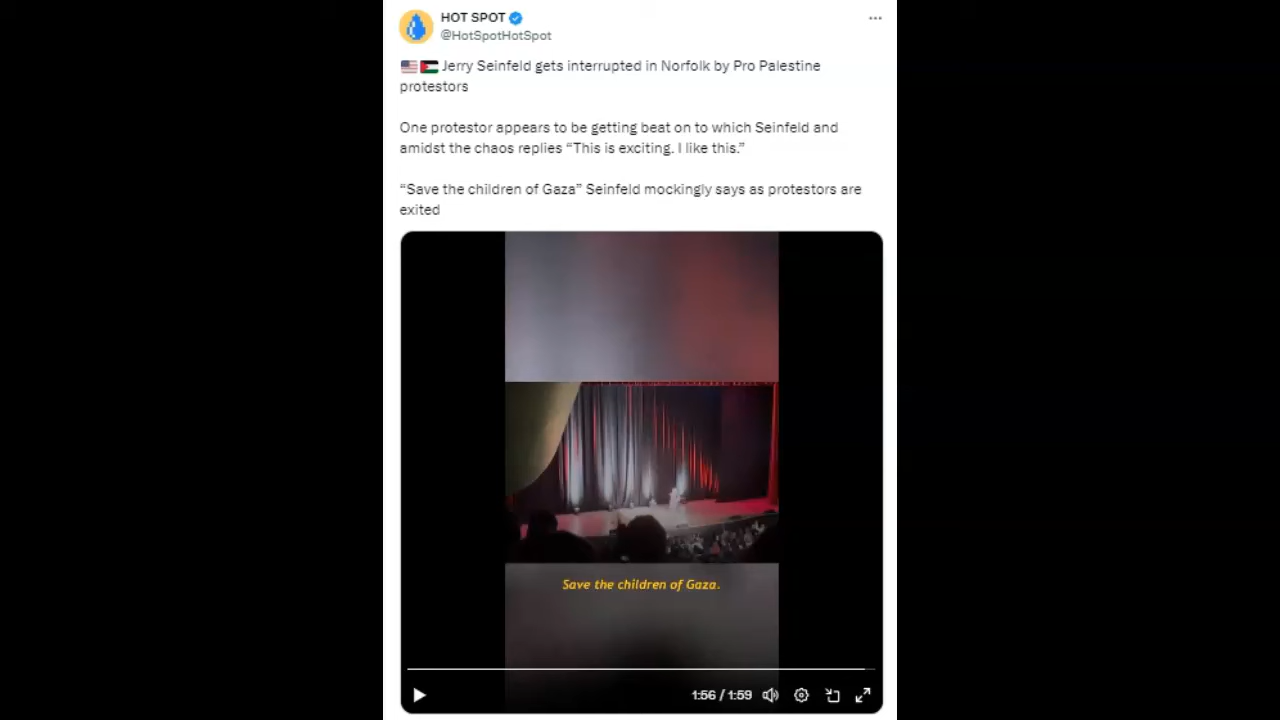 HOT SPOT
@HotSpotHotSpot
🇺🇸🇵🇸 Jerry Seinfeld gets interrupted in Norfolk by Pro Palestine
protestors
One protestor appears to be getting beat on to which Seinfeld and
amidst the chaos replies “This is exciting. I like this.”
“Save the children of Gaza” Seinfeld mockingly says as protestors are
exited
Save the children of Gaza.
1:56 / 1:59